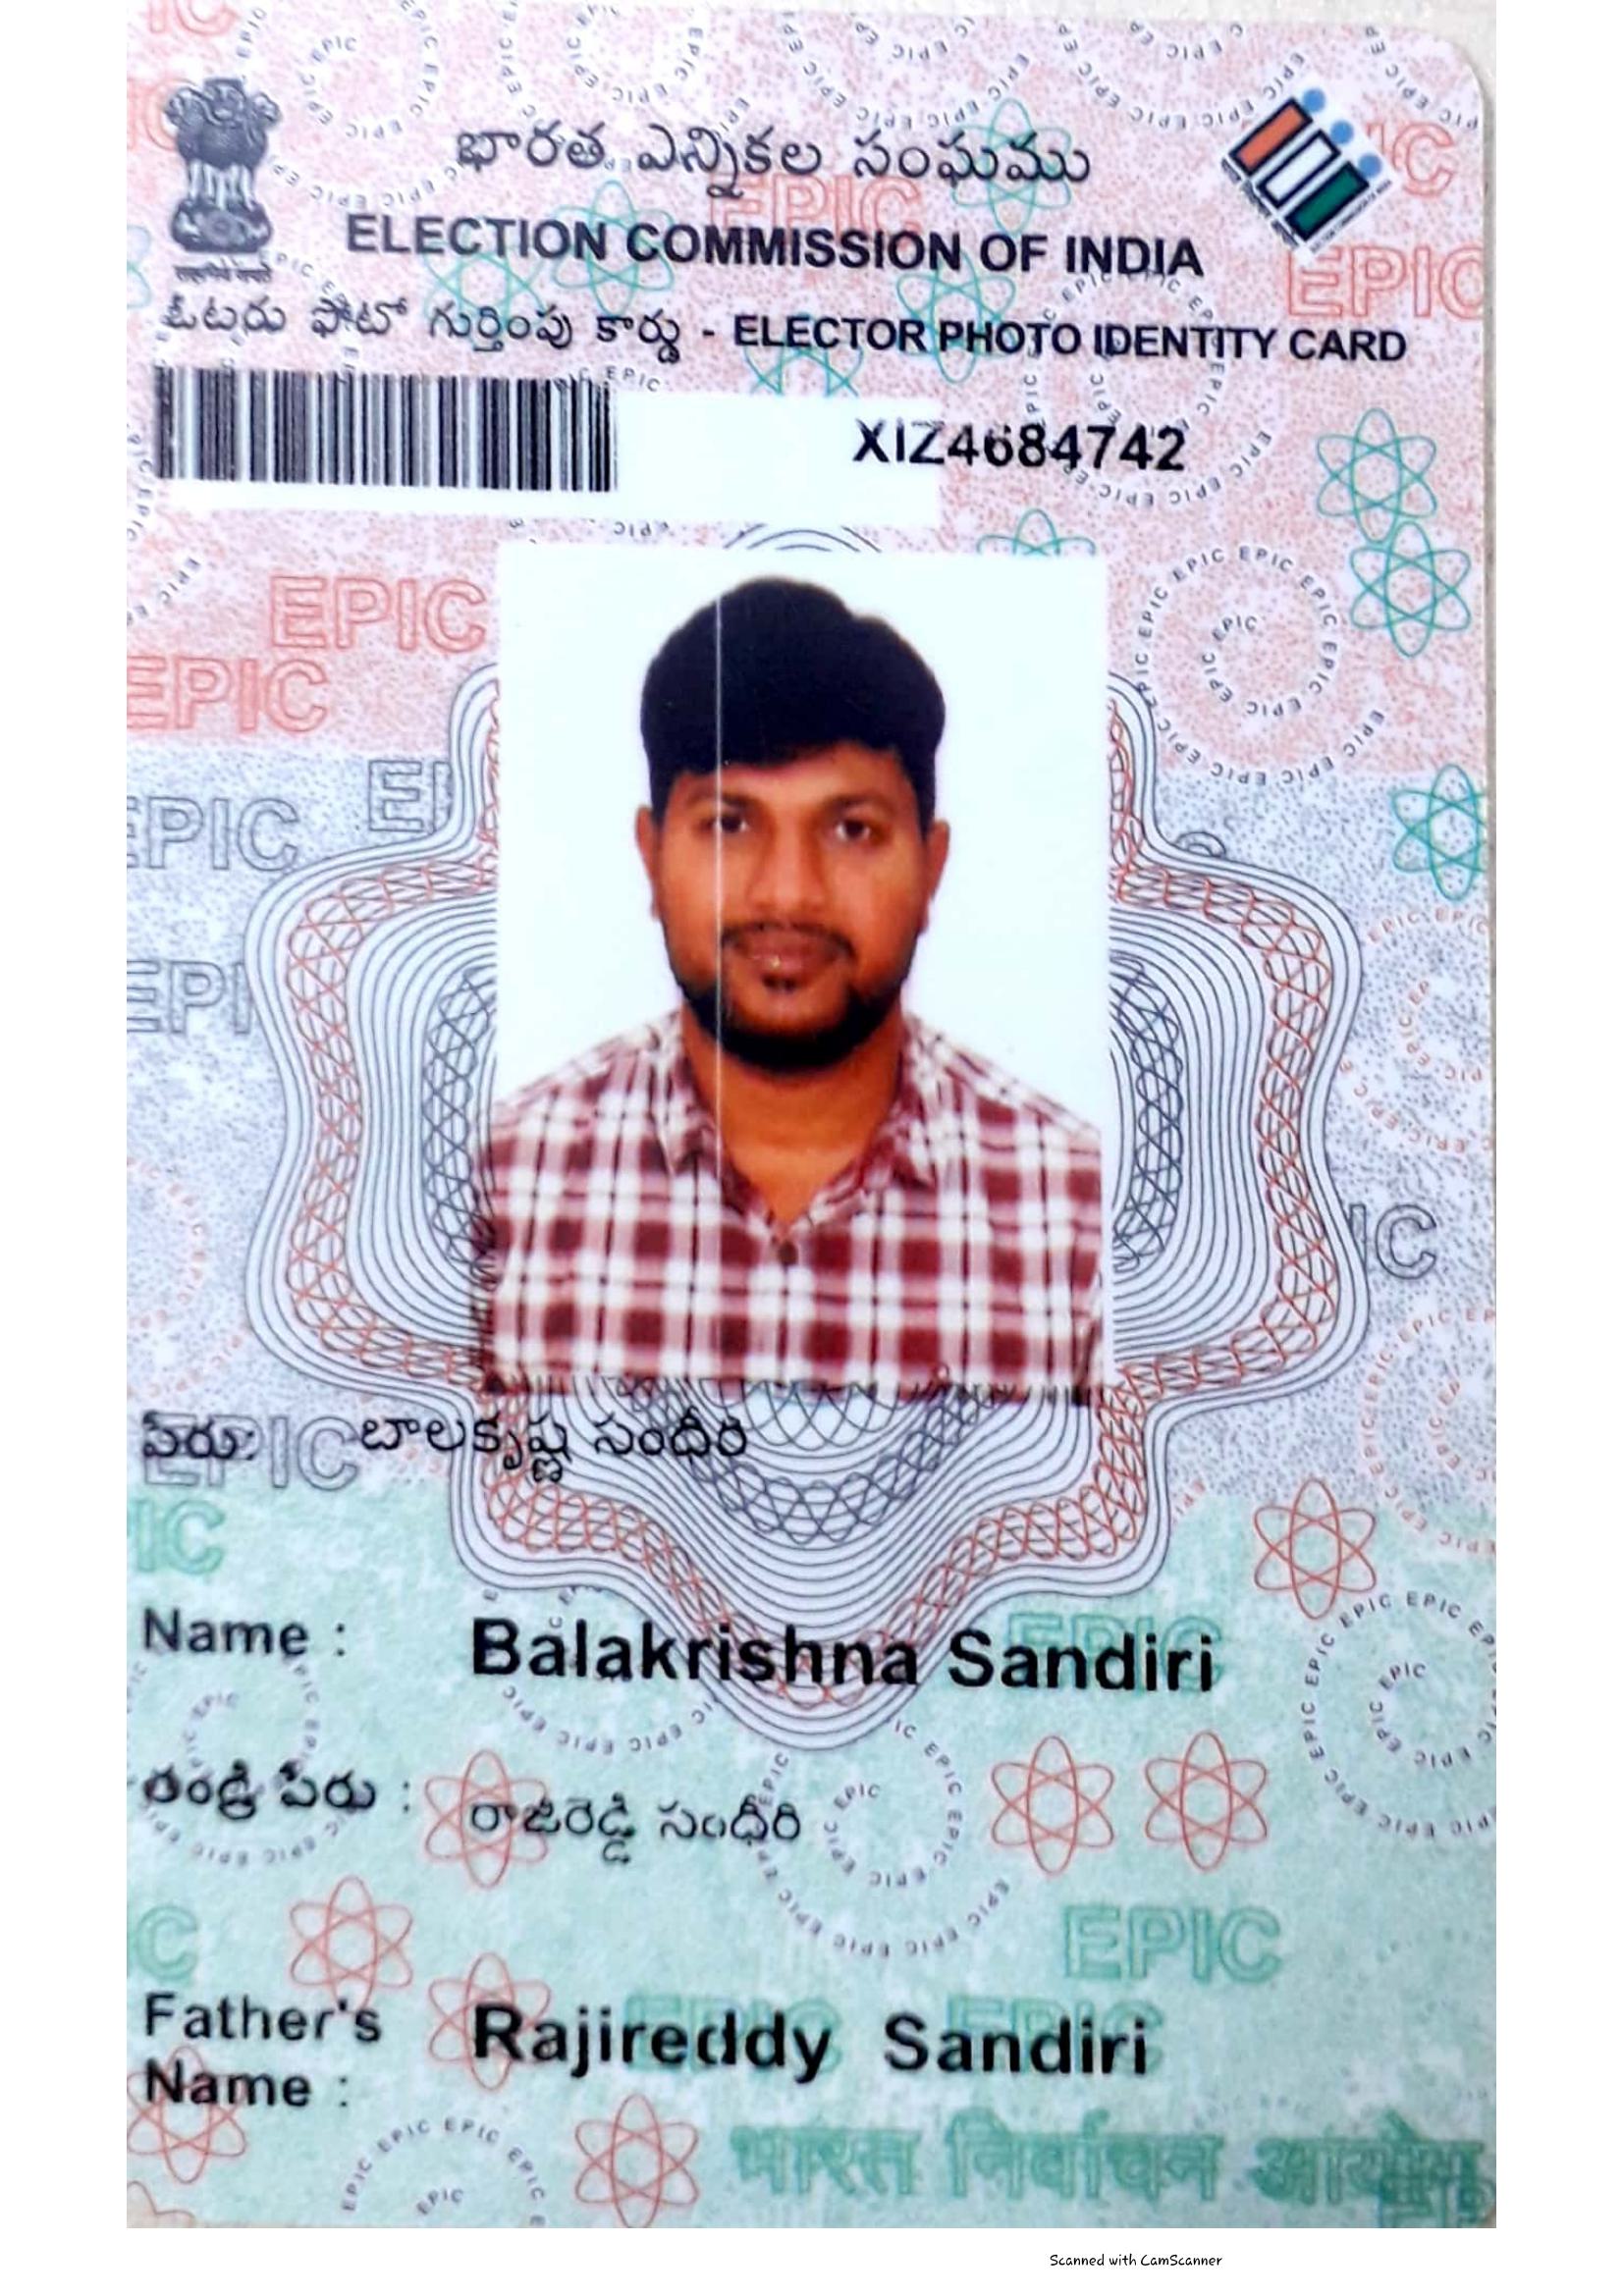 భారత ఎన్నికల సంఘము
ELECTION COMMISSION OF INDIA
ఓటరు ఫోటో గుర్తింపు కార్డు - ELECTOR PHOTO IDENTITY CARD
XIZ4684742
పేరు: బాలకృష్ణ సందీరి
Name : Balakrishna Sandiri
తండ్రి పేరు : రాజిరెడ్డి సందీరి
Father's Name : Rajireddy Sandiri
भारत निर्वाचन आयोग
Scanned with CamScanner